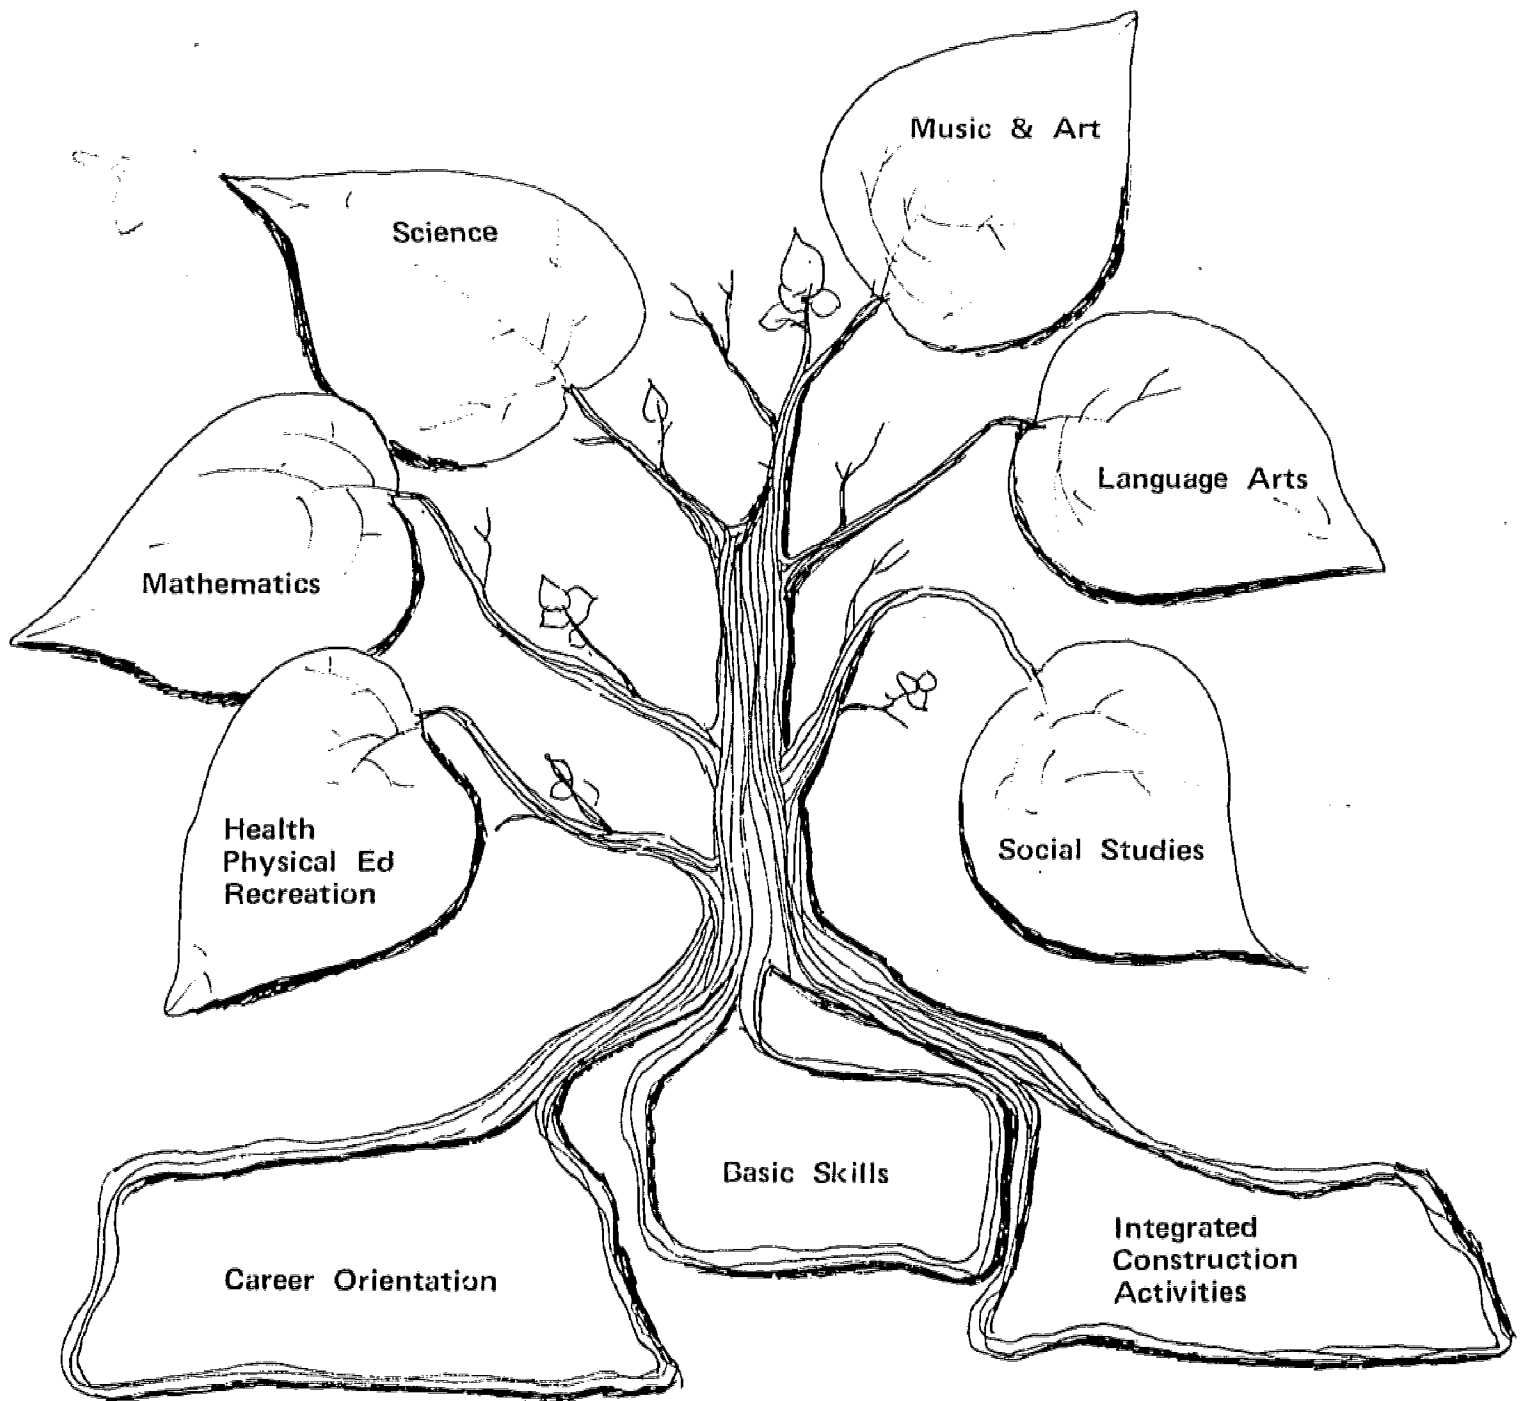 Music & Art
Science
Language Arts
Mathematics
Health
Physical Ed
Recreation
Social Studies
Basic Skills
Career Orientation
Integrated
Construction
Activities